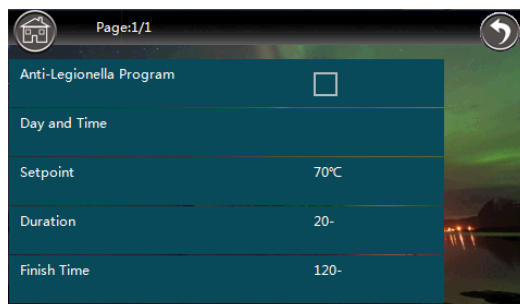 Page:1/1
Anti-Legionella Program
Day and Time
Setpoint 70℃
Duration 20-
Finish Time 120-